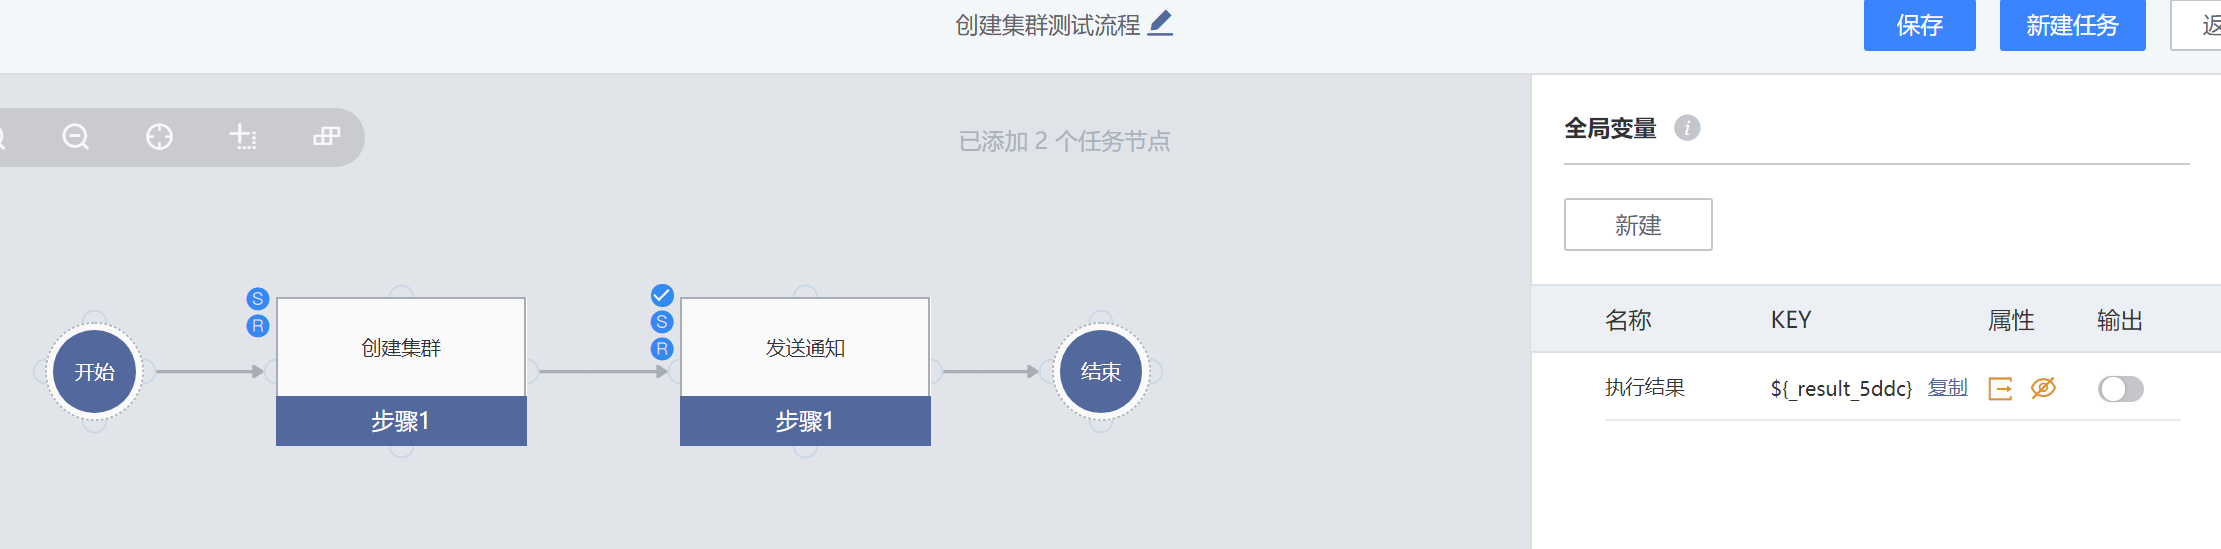 创建集群测试流程
保存
新建任务
返
已添加 2 个任务节点
全局变量
i
新建
名称 KEY 属性 输出
执行结果 ${_result_5ddc} 复制
S
R
创建集群
步骤1
S
R
发送通知
步骤1
开始
结束